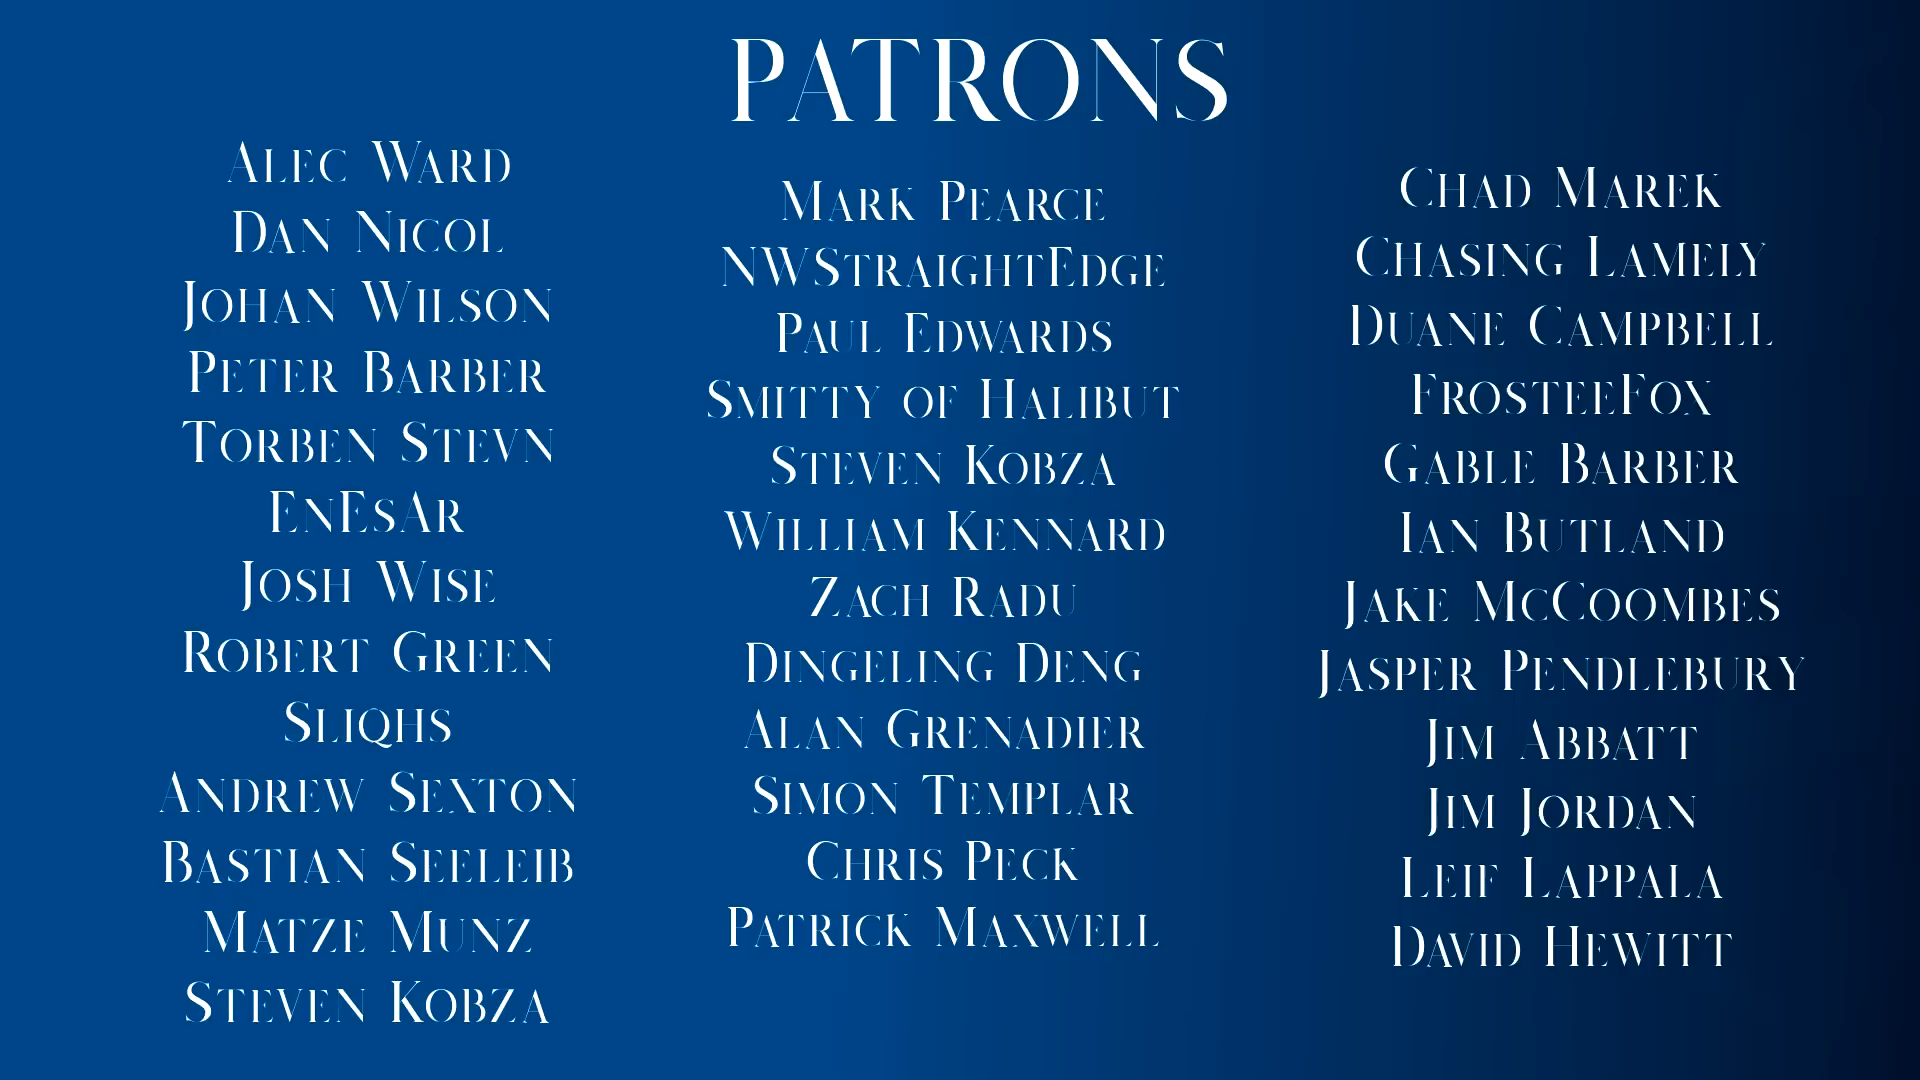 PATRONS
Alec Ward
Dan Nicol
Johan Wilson
Peter Barber
Torben Stevn
EnEsAr
Josh Wise
Robert Green
Sliqhs
Andrew Sexton
Bastian Seeleib
Matze Munz
Steven Kobza
Mark Pearce
NWStraightEdge
Paul Edwards
Smitty of Halibut
Steven Kobza
William Kennard
Zach Radu
Dingeling Deng
Alan Grenadier
Simon Templar
Chris Peck
Patrick Maxwell
Chad Marek
Chasing Lamely
Duane Campbell
FrosteeFox
Gable Barber
Ian Butland
Jake McCoombes
Jasper Pendlebury
Jim Abbatt
Jim Jordan
Leif Lappala
David Hewitt